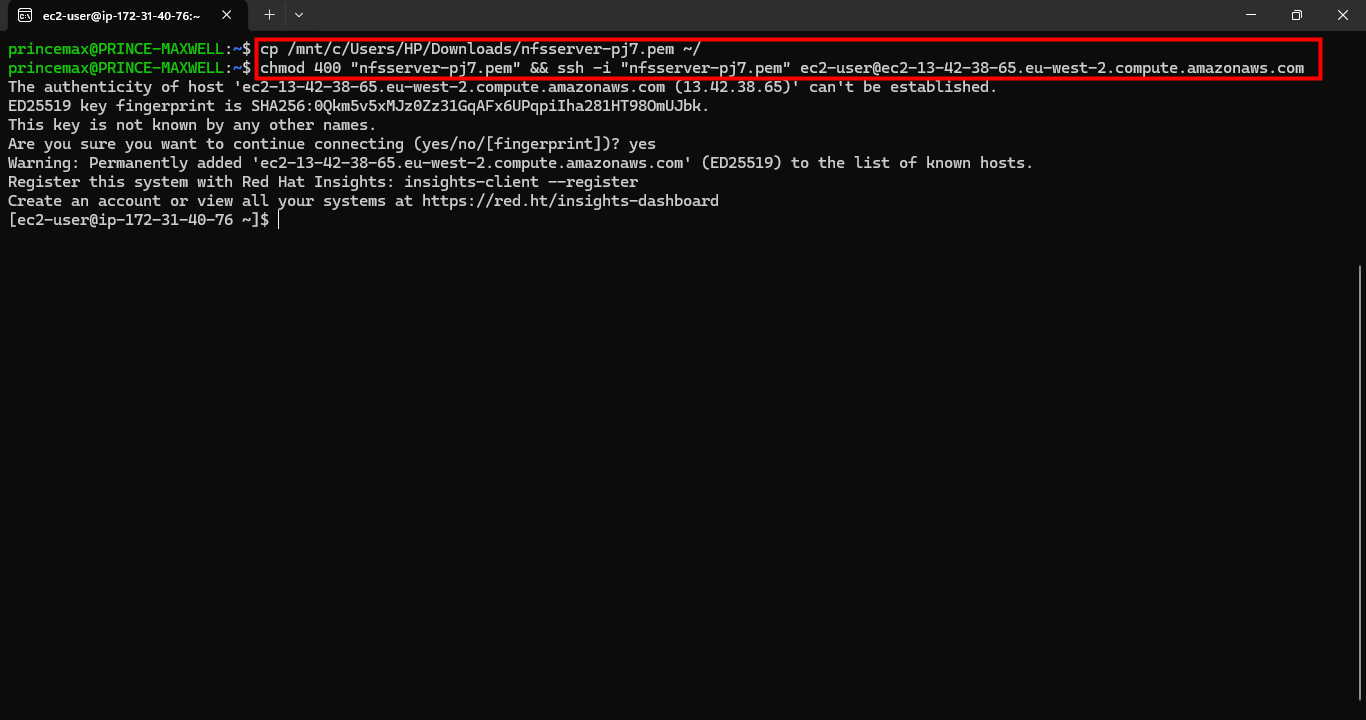 ec2-user@ip-172-31-40-76:~
princemax@PRINCE-MAXWELL:~$ cp /mnt/c/Users/HP/Downloads/nfsserver-pj7.pem ~/
princemax@PRINCE-MAXWELL:~$ chmod 400 "nfsserver-pj7.pem" && ssh -i "nfsserver-pj7.pem" ec2-user@ec2-13-42-38-65.eu-west-2.compute.amazonaws.com
The authenticity of host 'ec2-13-42-38-65.eu-west-2.compute.amazonaws.com (13.42.38.65)' can't be established.
ED25519 key fingerprint is SHA256:0Qkm5v5xMJz0Zz31GqAFx6UPqpiIha281HT98OmUJbk.
This key is not known by any other names.
Are you sure you want to continue connecting (yes/no/[fingerprint])? yes
Warning: Permanently added 'ec2-13-42-38-65.eu-west-2.compute.amazonaws.com' (ED25519) to the list of known hosts.
Register this system with Red Hat Insights: insights-client --register
Create an account or view all your systems at https://red.ht/insights-dashboard
[ec2-user@ip-172-31-40-76 ~]$